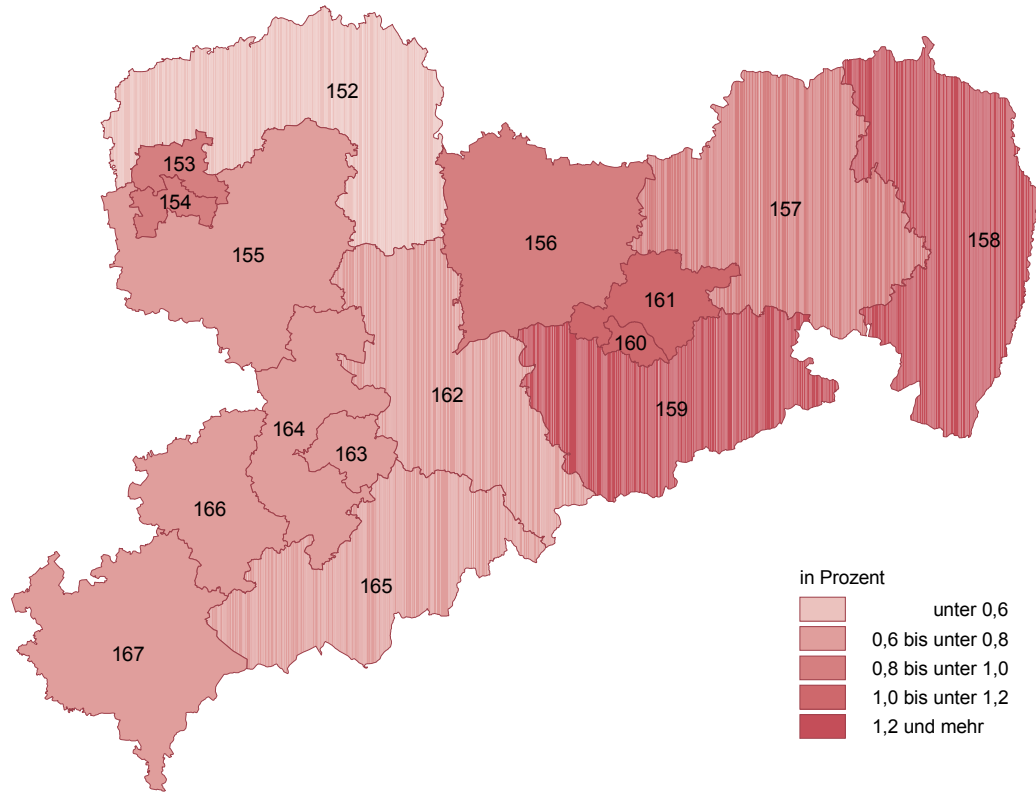 152
153
154
155
156
157
158
161
160
159
162
164
163
166
165
167
in Prozent
unter 0,6
0,6 bis unter 0,8
0,8 bis unter 1,0
1,0 bis unter 1,2
1,2 und mehr